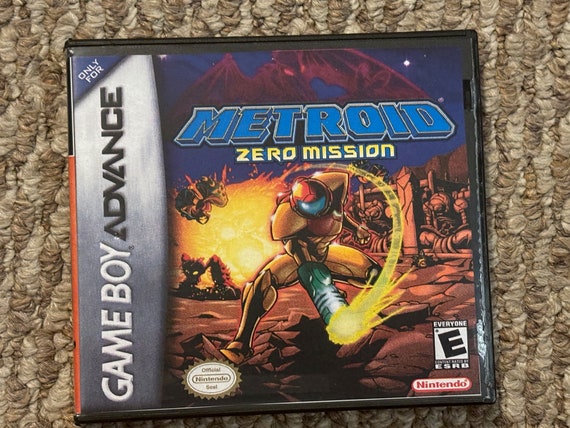 ONLY
FOR
GAME BOY ADVANCE
METROID®
ZERO MISSION
Official
Nintendo
Seal
EVERYONE
E
CONTENT RATED BY
ESRB
Nintendo